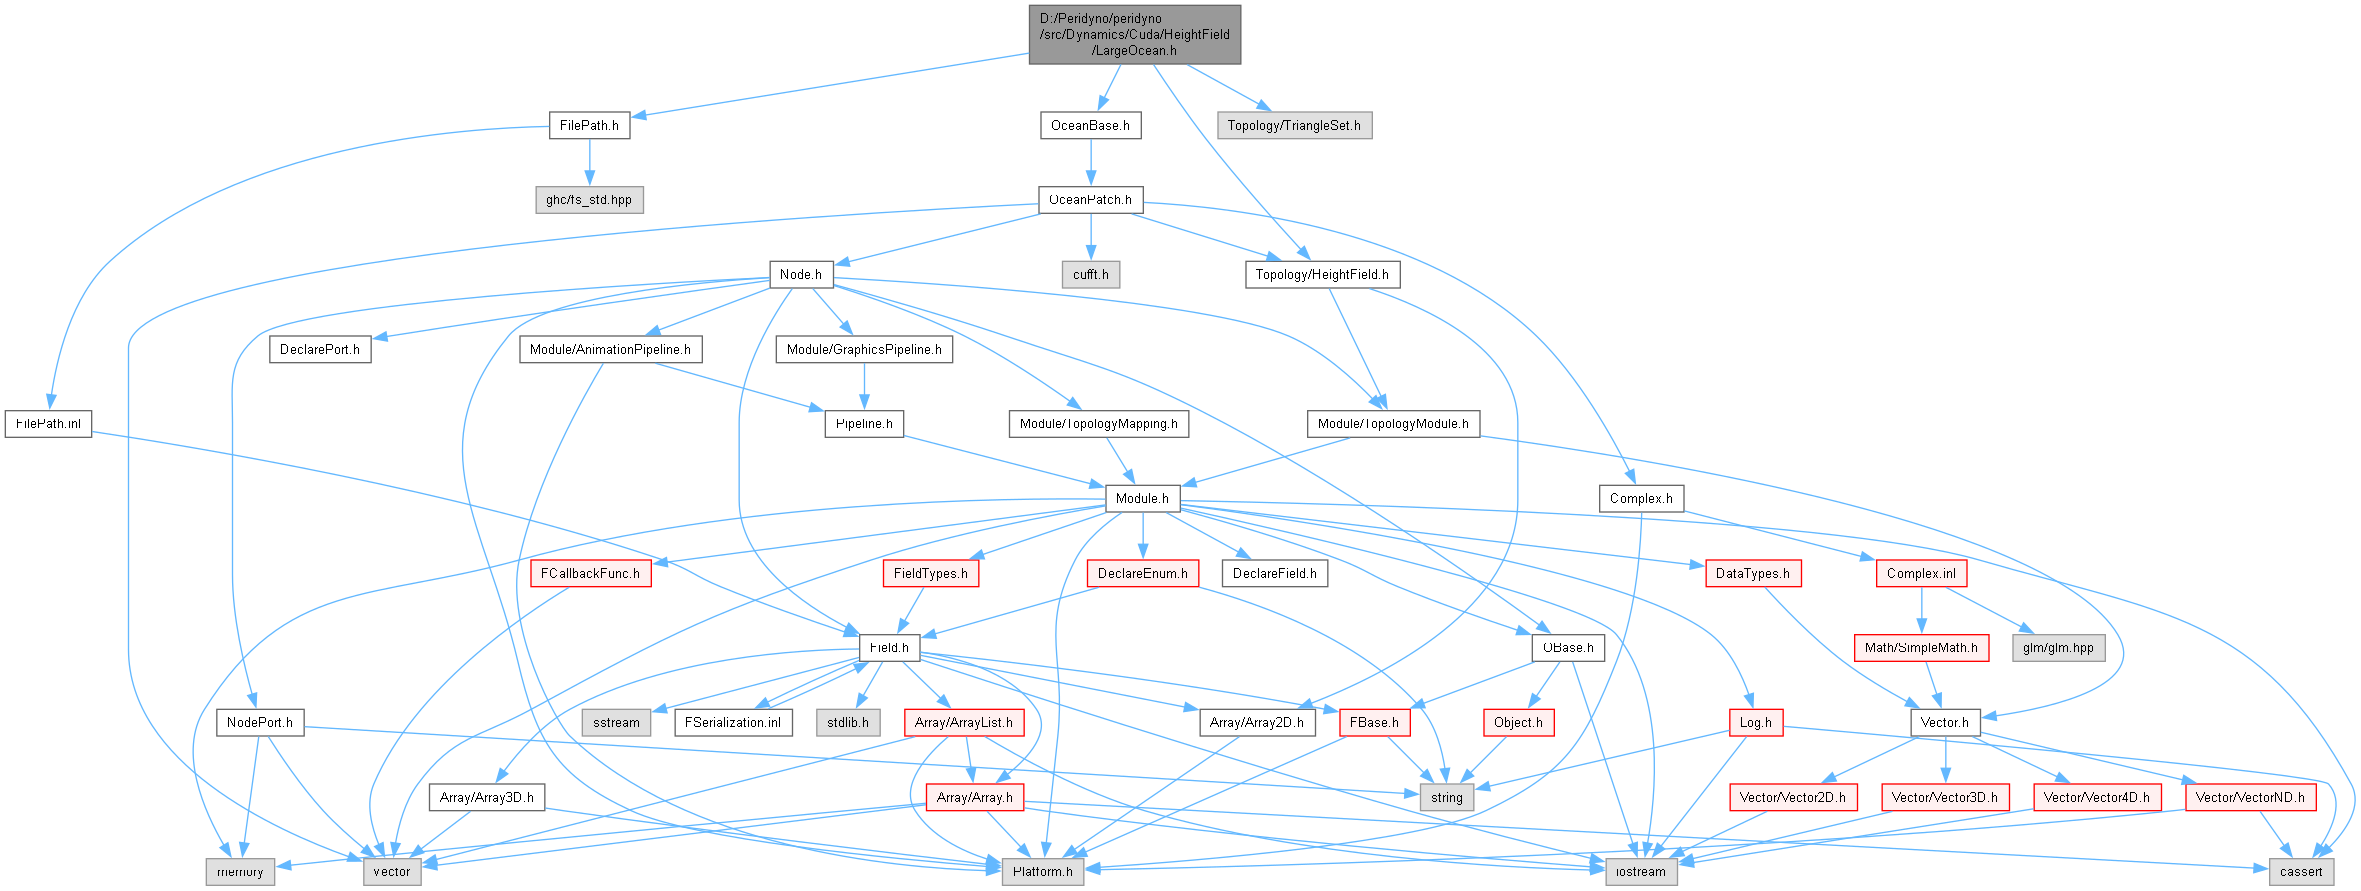 D:/Peridyno/peridyno
/src/Dynamics/Cuda/HeightField
/LargeOcean.h
FilePath.h
OceanBase.h
Topology/TriangleSet.h
ghc/fs_std.hpp
OceanPatch.h
Node.h
cufft.h
Topology/HeightField.h
DeclarePort.h
Module/AnimationPipeline.h
Module/GraphicsPipeline.h
FilePath.inl
Pipeline.h
Module/TopologyMapping.h
Module/TopologyModule.h
Module.h
Complex.h
FCallbackFunc.h
FieldTypes.h
DeclareEnum.h
DeclareField.h
DataTypes.h
Complex.inl
Field.h
OBase.h
Math/SimpleMath.h
glm/glm.hpp
NodePort.h
sstream
FSerialization.inl
stdlib.h
Array/ArrayList.h
Array/Array2D.h
FBase.h
Object.h
Log.h
Vector.h
Array/Array3D.h
Array/Array.h
string
Vector/Vector2D.h
Vector/Vector3D.h
Vector/Vector4D.h
Vector/VectorND.h
memory
vector
Platform.h
iostream
cassert